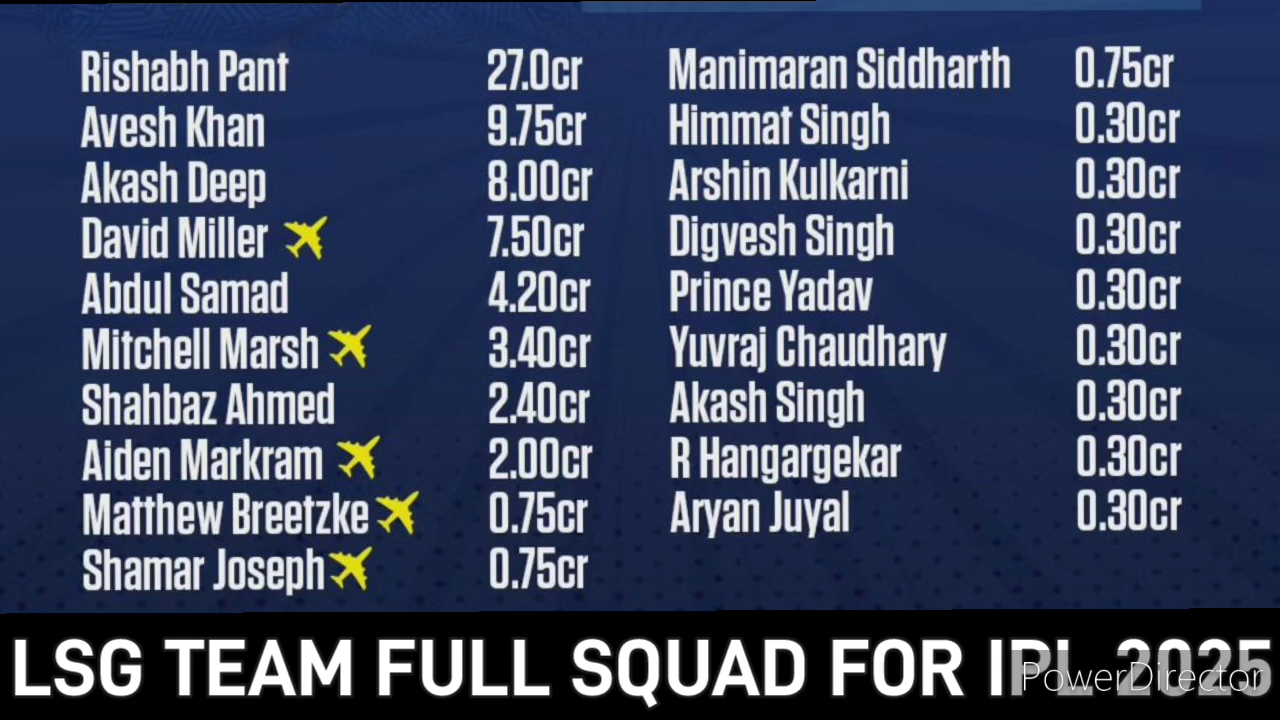 Rishabh Pant 27.0cr
Avesh Khan 9.75cr
Akash Deep 8.00cr
David Miller 7.50cr
Abdul Samad 4.20cr
Mitchell Marsh 3.40cr
Shahbaz Ahmed 2.40cr
Aiden Markram 2.00cr
Matthew Breetzke 0.75cr
Shamar Joseph 0.75cr
Manimaran Siddharth 0.75cr
Himmat Singh 0.30cr
Arshin Kulkarni 0.30cr
Digvesh Singh 0.30cr
Prince Yadav 0.30cr
Yuvraj Chaudhary 0.30cr
Akash Singh 0.30cr
R Hangargekar 0.30cr
Aryan Juyal 0.30cr
LSG TEAM FULL SQUAD FOR IPL 2025
PowerDirector